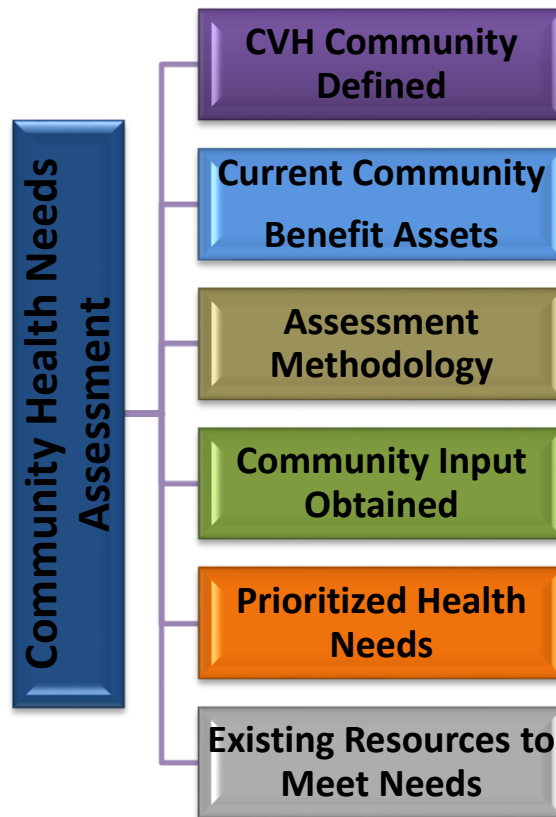 Community Health Needs
Assessment
CVH Community
Defined
Current Community
Benefit Assets
Assessment
Methodology
Community Input
Obtained
Prioritized Health
Needs
Existing Resources to
Meet Needs